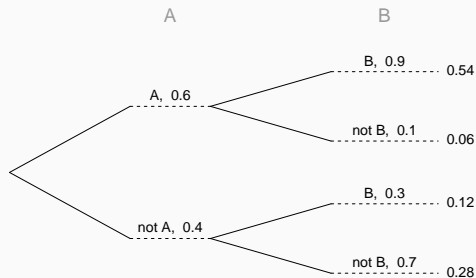 A B
B, 0.9 0.54
A, 0.6
not B, 0.1 0.06
B, 0.3 0.12
not A, 0.4
not B, 0.7 0.28